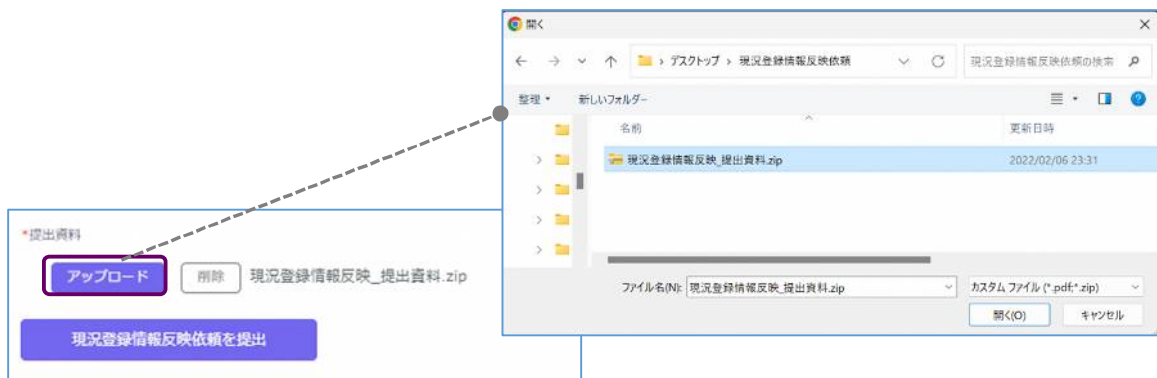 開く
デスクトップ › 現況登録情報反映依頼
現況登録情報反映依頼の検索
整理
新しいフォルダー
名前
更新日時
現況登録情報反映_提出資料.zip
2022/02/06 23:31
ファイル名(N):
現況登録情報反映_提出資料.zip
カスタム ファイル (*.pdf;*.zip)
開く(O)
キャンセル
*提出資料
アップロード
削除
現況登録情報反映_提出資料.zip
現況登録情報反映依頼を提出